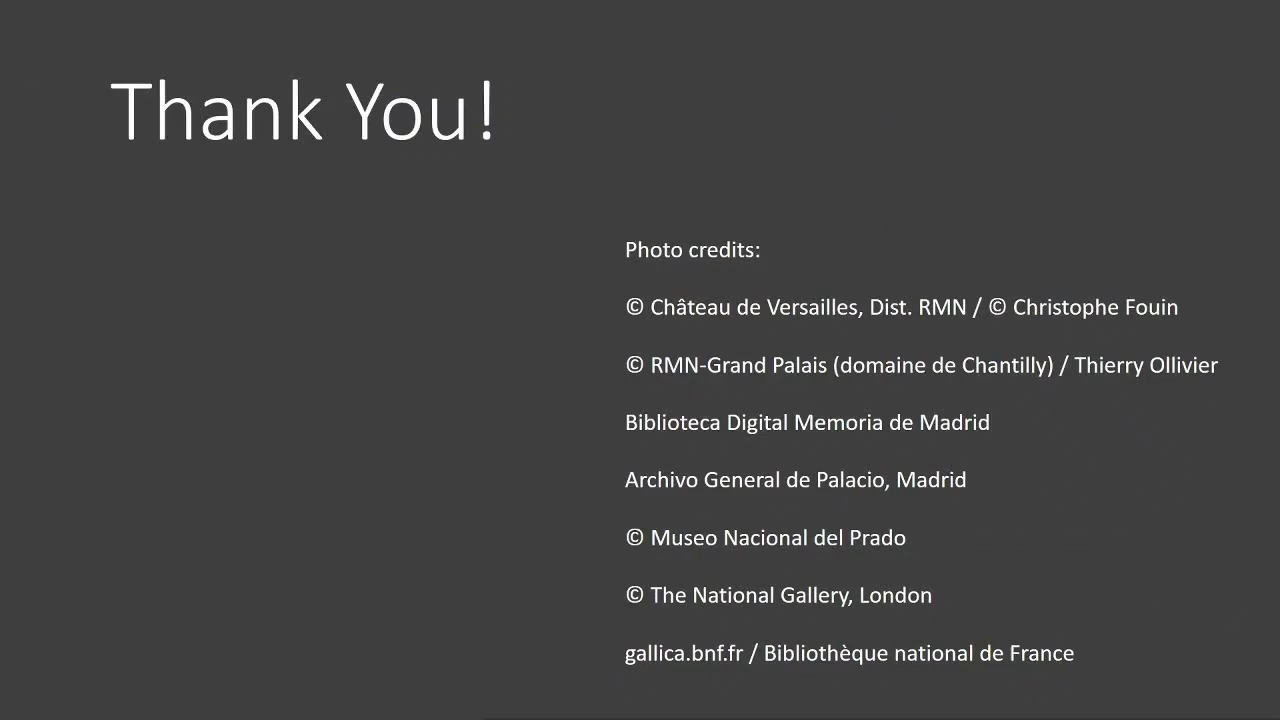 Thank You!
Photo credits:
© Château de Versailles, Dist. RMN / © Christophe Fouin
© RMN-Grand Palais (domaine de Chantilly) / Thierry Ollivier
Biblioteca Digital Memoria de Madrid
Archivo General de Palacio, Madrid
© Museo Nacional del Prado
© The National Gallery, London
gallica.bnf.fr / Bibliothèque national de France